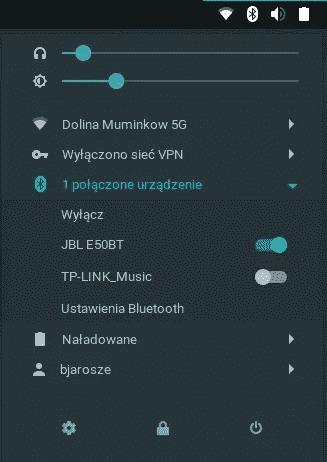 Dolina Muminkow 5G
Wyłączono sieć VPN
1 połączone urządzenie
Wyłącz
JBL E50BT
TP-LINK_Music
Ustawienia Bluetooth
Naładowane
bjarosze